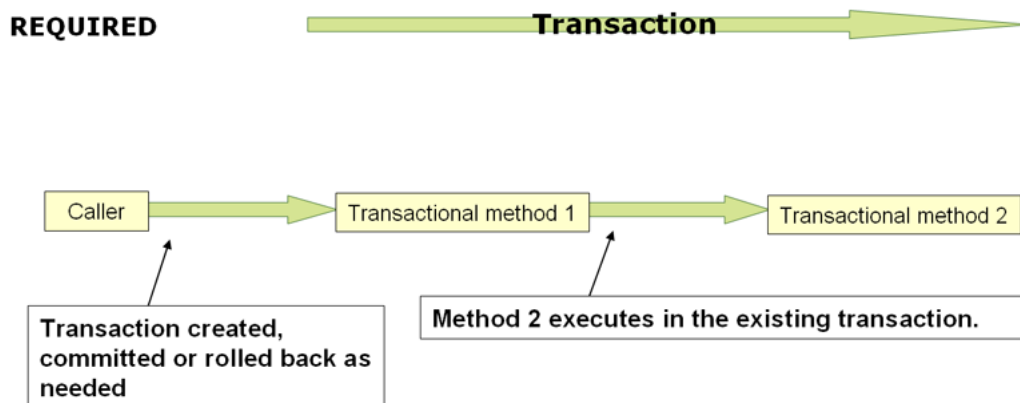 REQUIRED
Transaction
Caller
Transactional method 1
Transactional method 2
Transaction created,
committed or rolled back as
needed
Method 2 executes in the existing transaction.